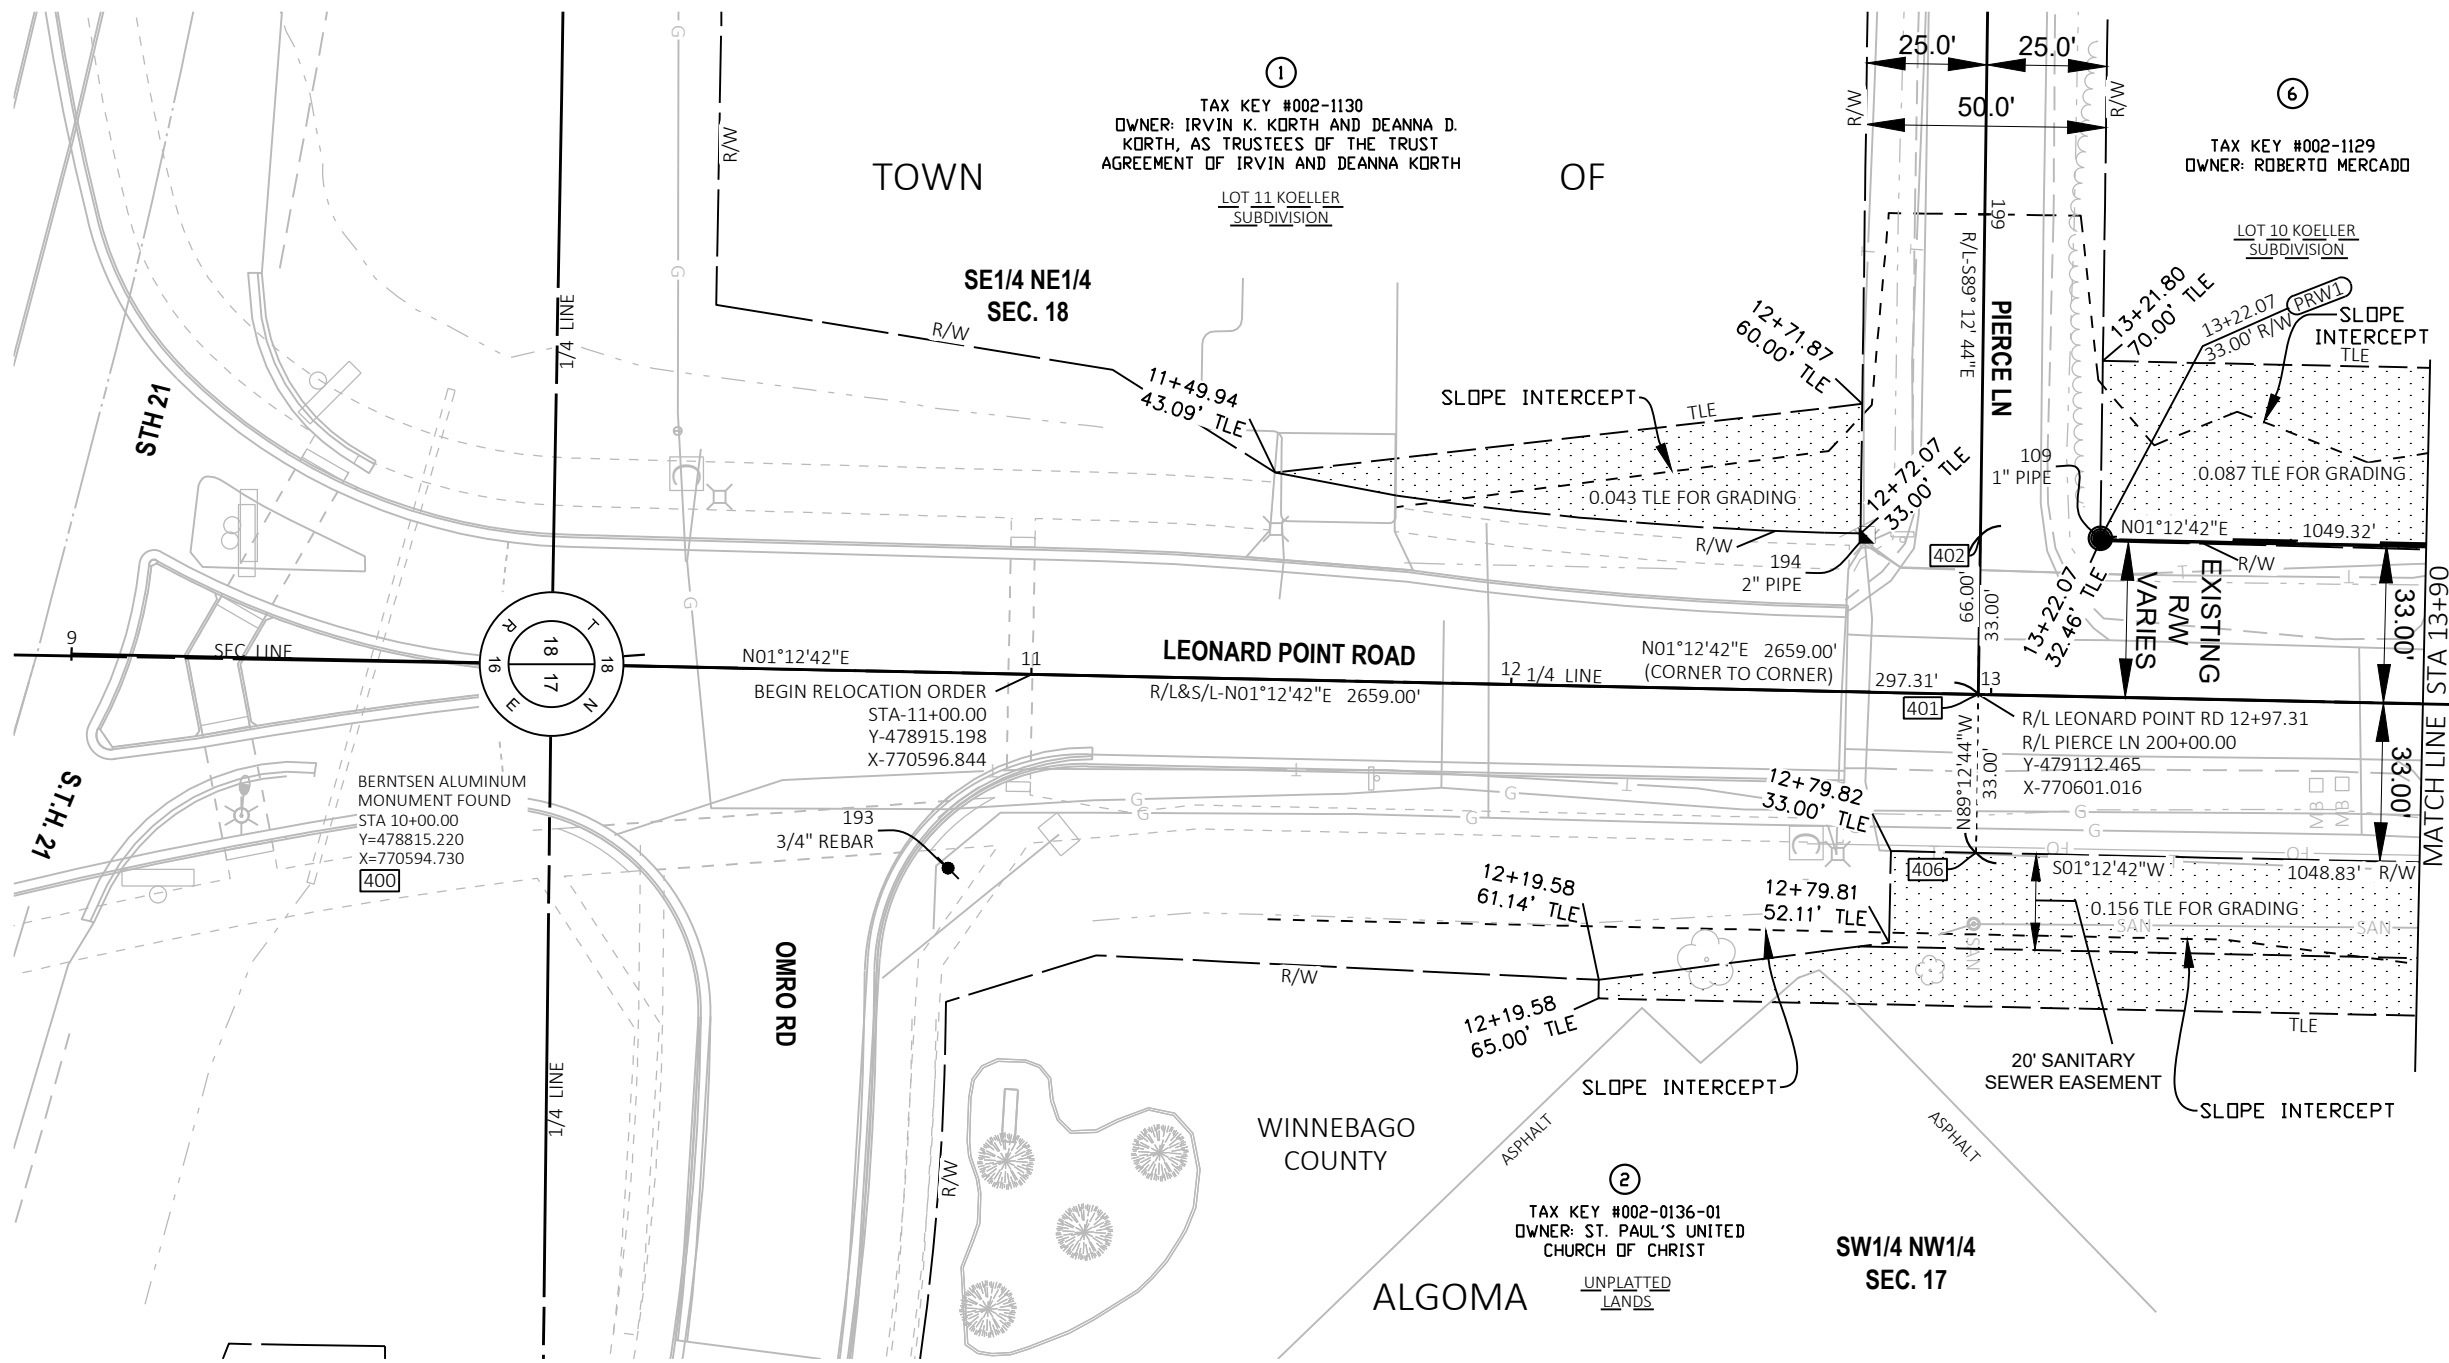 25.0' 25.0'
50.0'
R/W
R/W
R/W
G
1
TAX KEY #002-1130
OWNER: IRVIN K. KORTH AND DEANNA D.
KORTH, AS TRUSTEES OF THE TRUST
AGREEMENT OF IRVIN AND DEANNA KORTH
LOT 11 KOELLER
SUBDIVISION
6
TAX KEY #002-1129
OWNER: ROBERTO MERCADO
LOT 10 KOELLER
SUBDIVISION
TOWN OF
SE1/4 NE1/4
SEC. 18
199
R/L-S89° 12' 44"E
PIERCE LN
1/4 LINE
G
R/W
STH 21
11+49.94
43.09' TLE
12+71.87
60.00' TLE
SLOPE INTERCEPT
TLE
13+21.80
70.00' TLE
13+22.07
33.00' R/W
PRW1
SLOPE
INTERCEPT
TLE
0.043 TLE FOR GRADING
12+72.07
33.00' TLE
109
1" PIPE
0.087 TLE FOR GRADING
R/W
194
2" PIPE
402
N01°12'42"E 1049.32'
R/W
66.00'
33.00'
13+22.07
32.46' TLE
EXISTING
R/W
VARIES
33.00'
MATCH LINE STA 13+90
9
SEC LINE
R T N E
18 17
16 18
G
N01°12'42"E
11
LEONARD POINT ROAD
R/L&S/L-N01°12'42"E 2659.00'
12
1/4 LINE
N01°12'42"E 2659.00'
(CORNER TO CORNER)
297.31'
13
401
BEGIN RELOCATION ORDER
STA-11+00.00
Y-478915.198
X-770596.844
R/L LEONARD POINT RD 12+97.31
R/L PIERCE LN 200+00.00
Y-479112.465
X-770601.016
33.00'
N89°12'44"W
33.00'
S.T.H. 21
BERNTSEN ALUMINUM
MONUMENT FOUND
STA 10+00.00
Y=478815.220
X=770594.730
400
193
3/4" REBAR
G G G G G G
MB MB
FO FO
12+79.82
33.00' TLE
406
S01°12'42"W
1048.83'
R/W
12+19.58
61.14' TLE
12+79.81
52.11' TLE
0.156 TLE FOR GRADING
SAN SAN
SAN
OMRO RD
R/W
12+19.58
65.00' TLE
TLE
SLOPE INTERCEPT
20' SANITARY
SEWER EASEMENT
SLOPE INTERCEPT
1/4 LINE
R/W
WINNEBAGO
COUNTY
ASPHALT
ASPHALT
2
TAX KEY #002-0136-01
OWNER: ST. PAUL'S UNITED
CHURCH OF CHRIST
UNPLATTED
LANDS
SW1/4 NW1/4
SEC. 17
ALGOMA